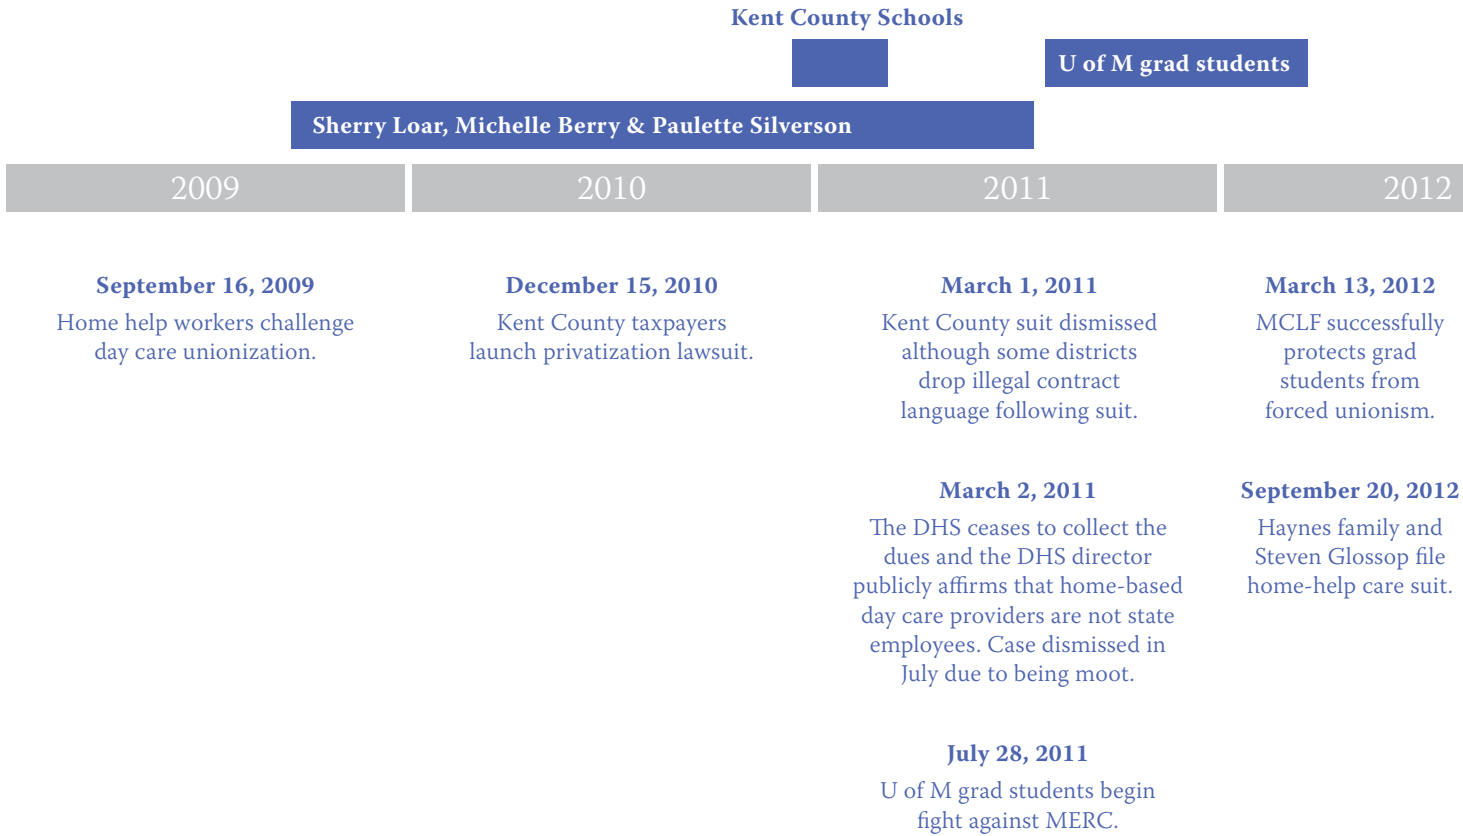 Kent County Schools
U of M grad students
Sherry Loar, Michelle Berry & Paulette Silverson
2009
2010
2011
2012
September 16, 2009
Home help workers challenge
day care unionization.
December 15, 2010
Kent County taxpayers
launch privatization lawsuit.
March 1, 2011
Kent County suit dismissed
although some districts
drop illegal contract
language following suit.
March 2, 2011
The DHS ceases to collect the
dues and the DHS director
publicly affirms that home-based
day care providers are not state
employees. Case dismissed in
July due to being moot.
July 28, 2011
U of M grad students begin
fight against MERC.
March 13, 2012
MCLF successfully
protects grad
students from
forced unionism.
September 20, 2012
Haynes family and
Steven Glossop file
home-help care suit.